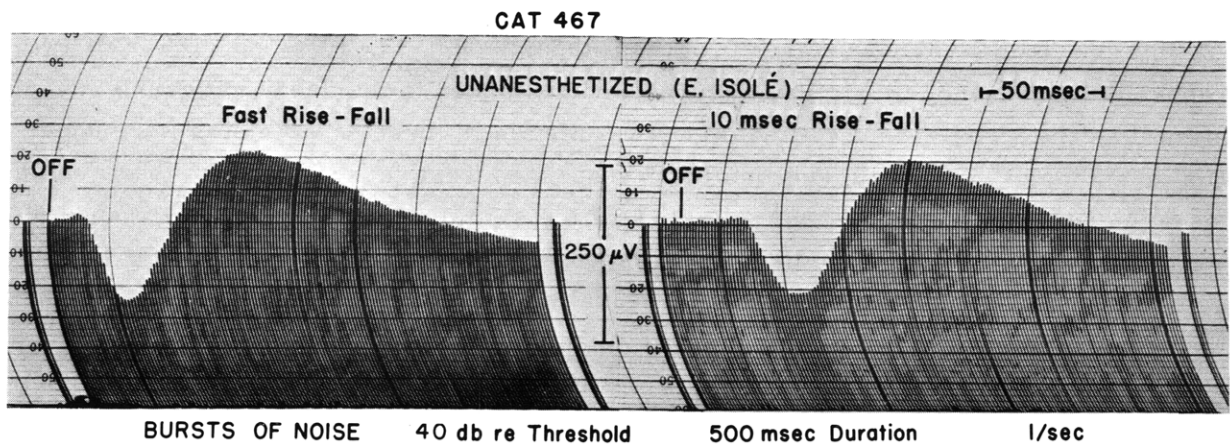 CAT 467
UNANESTHETIZED (E. ISOLÉ)
50 msec
Fast Rise - Fall
10 msec Rise - Fall
OFF
OFF
250 μV
BURSTS OF NOISE 40 db re Threshold 500 msec Duration 1/sec